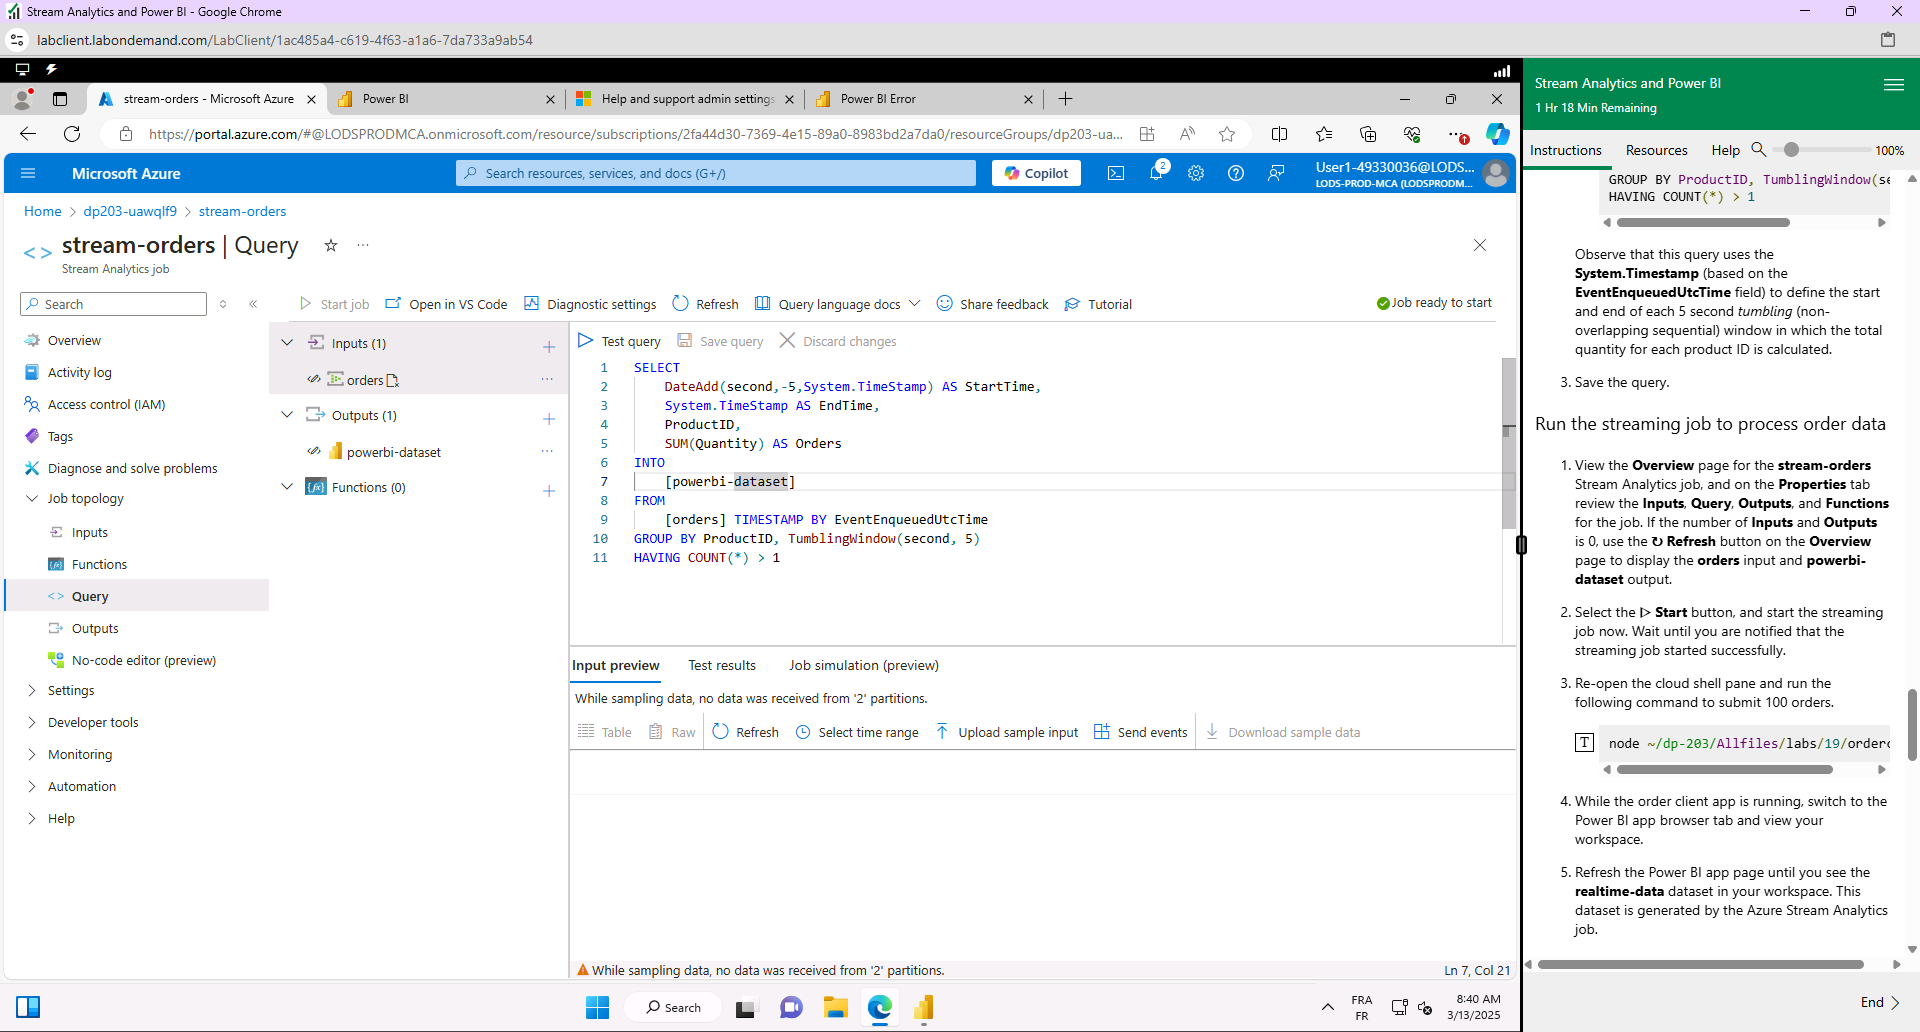 Stream Analytics and Power BI - Google Chrome
labclient.labondemand.com/LabClient/1ac485a4-c619-4f63-a1a6-7da733a9ab54
stream-orders - Microsoft Azure
Power BI
Help and support admin settings
Power BI Error
https://portal.azure.com/#@LODSPRODMCA.onmicrosoft.com/resource/subscriptions/2fa44d30-7369-4e15-89a0-8983bd2a7da0/resourceGroups/dp203-ua...
Microsoft Azure
Search resources, services, and docs (G+/)
Copilot
2
User1-49330036@LODS...
LODS-PROD-MCA (LODSPRODM...
Home > dp203-uawqlf9 > stream-orders
stream-orders | Query
Stream Analytics job
Search
Overview
Activity log
Access control (IAM)
Tags
Diagnose and solve problems
Job topology
Inputs
Functions
Query
Outputs
No-code editor (preview)
Settings
Developer tools
Monitoring
Automation
Help
Start job
Open in VS Code
Diagnostic settings
Refresh
Query language docs
Share feedback
Tutorial
Job ready to start
Inputs (1)
orders
Outputs (1)
powerbi-dataset
Functions (0)
Test query
Save query
Discard changes
1 SELECT
2 DateAdd(second,-5,System.TimeStamp) AS StartTime,
3 System.TimeStamp AS EndTime,
4 ProductID,
5 SUM(Quantity) AS Orders
6 INTO
7 [powerbi-dataset]
8 FROM
9 [orders] TIMESTAMP BY EventEnqueuedUtcTime
10 GROUP BY ProductID, TumblingWindow(second, 5)
11 HAVING COUNT(*) > 1
Input preview
Test results
Job simulation (preview)
While sampling data, no data was received from '2' partitions.
Table
Raw
Refresh
Select time range
Upload sample input
Send events
Download sample data
While sampling data, no data was received from '2' partitions.
Ln 7, Col 21
Search
FRA
FR
8:40 AM
3/13/2025
Stream Analytics and Power BI
1 Hr 18 Min Remaining
Instructions
Resources
Help
100%
GROUP BY ProductID, TumblingWindow(se
HAVING COUNT(*) > 1
Observe that this query uses the
System.Timestamp (based on the
EventEnqueuedUtcTime field) to define the start
and end of each 5 second tumbling (non-
overlapping sequential) window in which the total
quantity for each product ID is calculated.
3. Save the query.
Run the streaming job to process order data
1. View the Overview page for the stream-orders
Stream Analytics job, and on the Properties tab
review the Inputs, Query, Outputs, and Functions
for the job. If the number of Inputs and Outputs
is 0, use the ↻ Refresh button on the Overview
page to display the orders input and powerbi-
dataset output.
2. Select the ▷ Start button, and start the streaming
job now. Wait until you are notified that the
streaming job started successfully.
3. Re-open the cloud shell pane and run the
following command to submit 100 orders.
T
node ~/dp-203/Allfiles/labs/19/orderc
4. While the order client app is running, switch to the
Power BI app browser tab and view your
workspace.
5. Refresh the Power BI app page until you see the
realtime-data dataset in your workspace. This
dataset is generated by the Azure Stream Analytics
job.
End